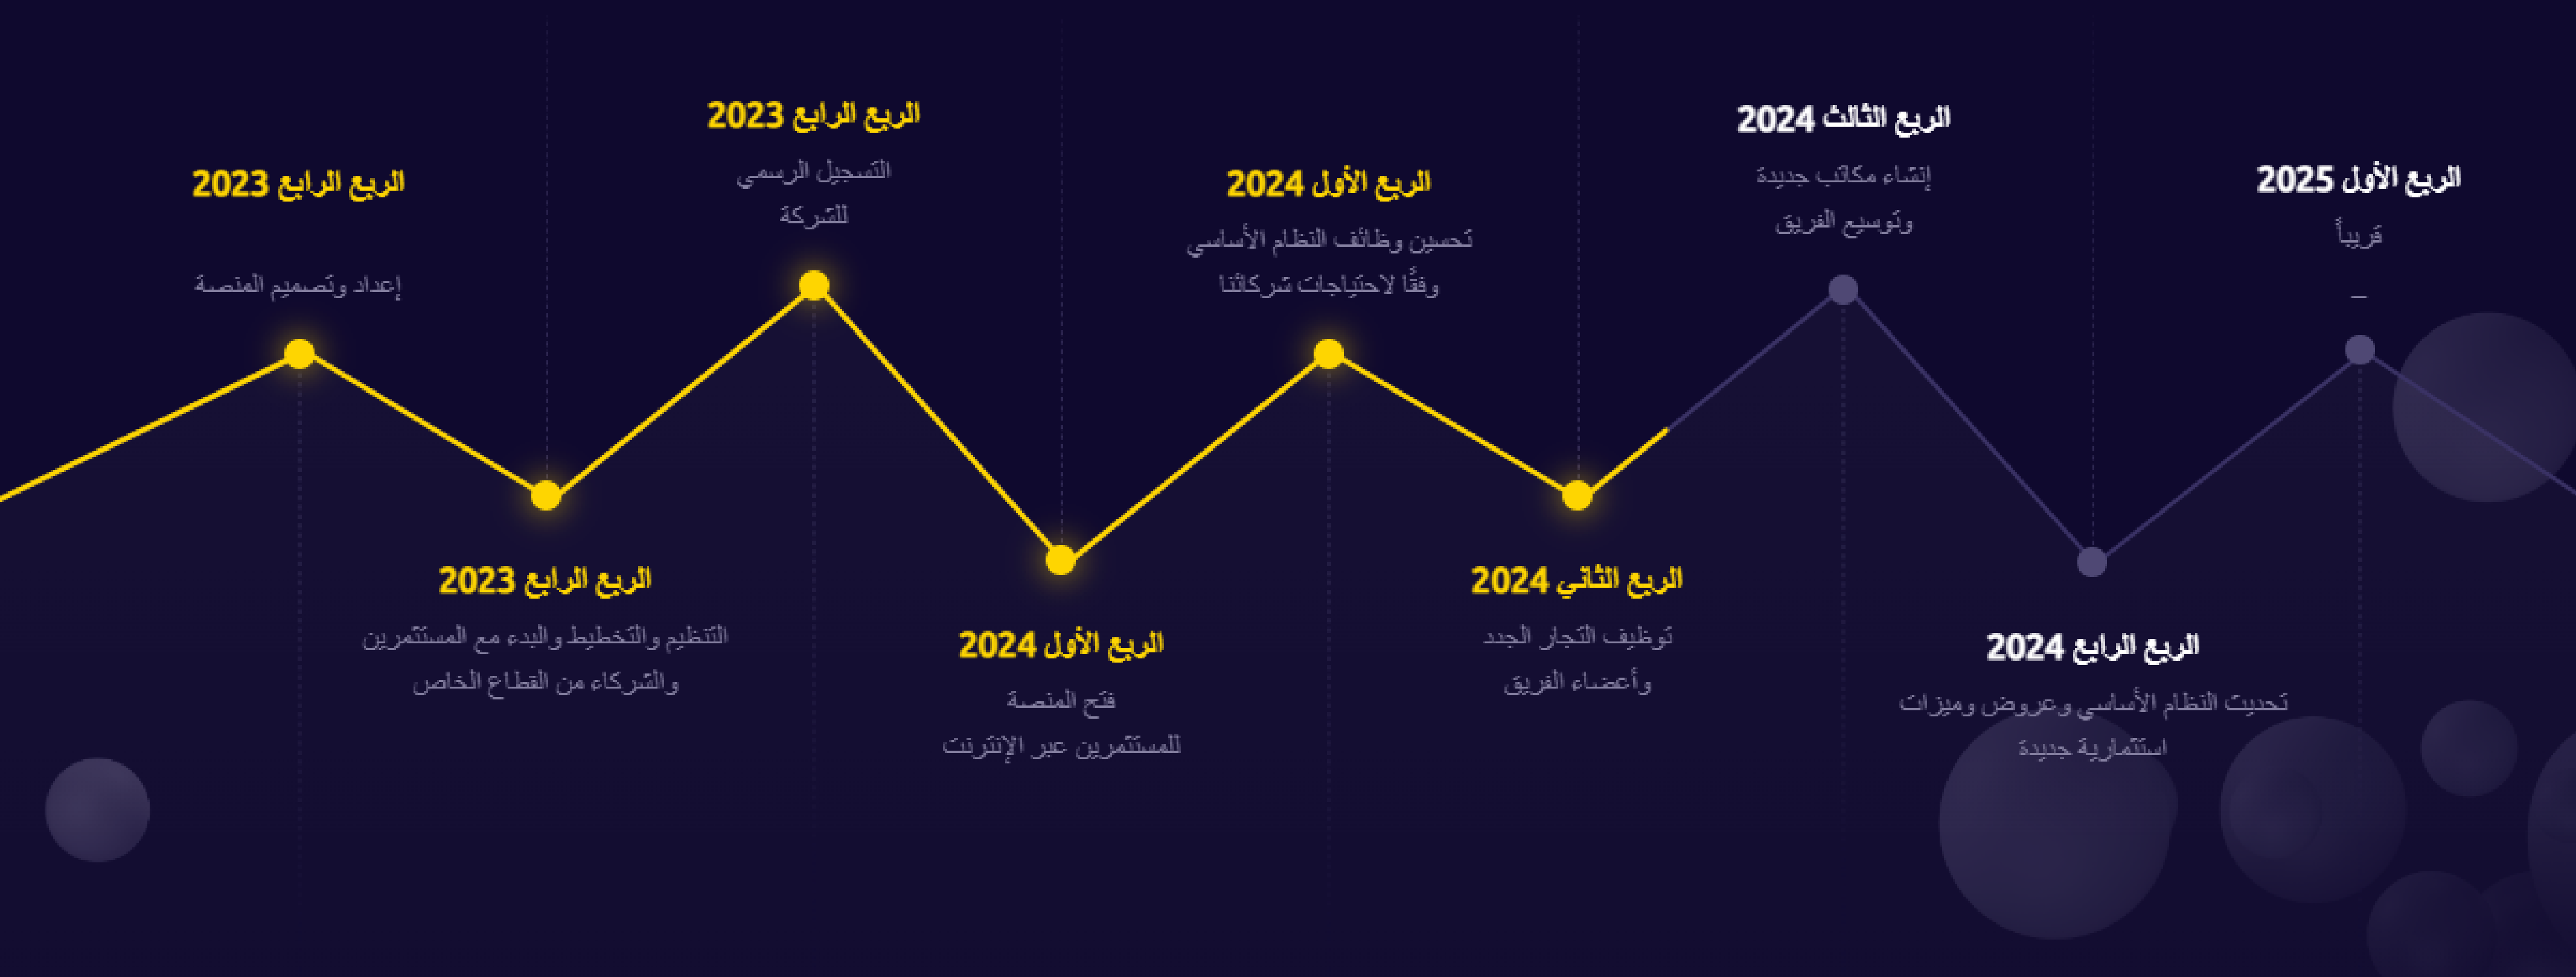 الربع الرابع 2023
إعداد وتصميم المنصة
الربع الرابع 2023
التنظيم والتخطيط والبدء مع المستثمرين
والشركاء من القطاع الخاص
الربع الرابع 2023
التسجيل الرسمي
للشركة
الربع الأول 2024
فتح المنصة
للمستثمرين عبر الإنترنت
الربع الأول 2024
تحسين وظائف النظام الأساسي
وفقًا لاحتياجات شركائنا
الربع الثاني 2024
توظيف التجار الجدد
وأعضاء الفريق
الربع الثالث 2024
إنشاء مكاتب جديدة
وتوسيع الفريق
الربع الرابع 2024
تحديث النظام الأساسي وعروض وميزات
استثمارية جديدة
الربع الأول 2025
قريباً
_